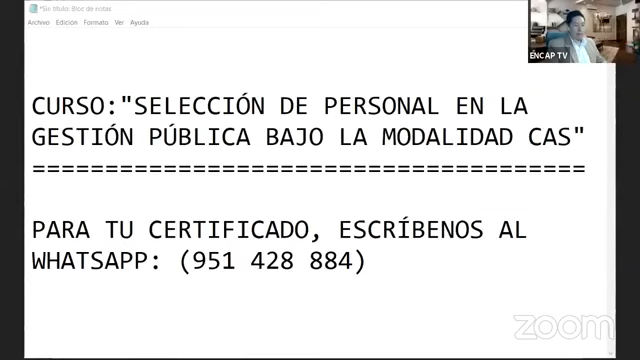 *Sin título: Bloc de notas
Archivo Edición Formato Ver Ayuda
ENCAP TV
CURSO:"SELECCIÓN DE PERSONAL EN LA
GESTIÓN PÚBLICA BAJO LA MODALIDAD CAS"
======================================
PARA TU CERTIFICADO, ESCRÍBENOS AL
WHATSAPP: (951 428 884)
zoom